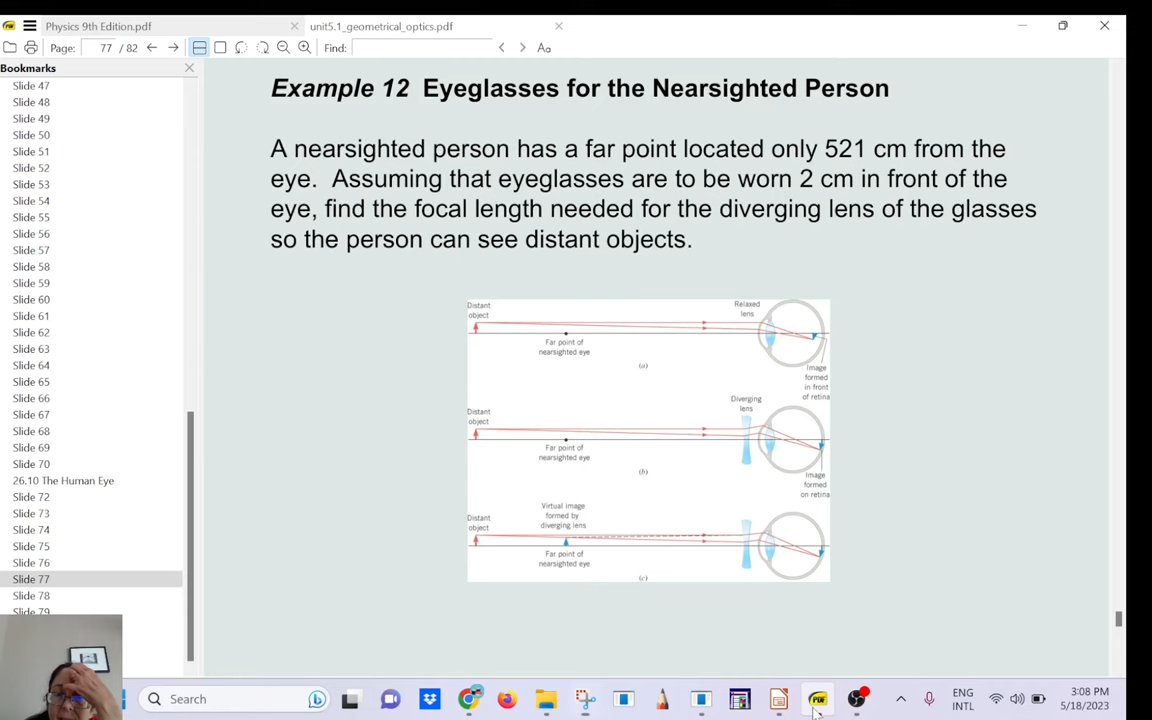 Physics 9th Edition.pdf
unit5.1_geometrical_optics.pdf
Page: 77 / 82
Find:
Aa
Bookmarks
Slide 47
Slide 48
Slide 49
Slide 50
Slide 51
Slide 52
Slide 53
Slide 54
Slide 55
Slide 56
Slide 57
Slide 58
Slide 59
Slide 60
Slide 61
Slide 62
Slide 63
Slide 64
Slide 65
Slide 66
Slide 67
Slide 68
Slide 69
Slide 70
26.10 The Human Eye
Slide 72
Slide 73
Slide 74
Slide 75
Slide 76
Slide 77
Slide 78
Slide 79
Example 12 Eyeglasses for the Nearsighted Person
A nearsighted person has a far point located only 521 cm from the
eye. Assuming that eyeglasses are to be worn 2 cm in front of the
eye, find the focal length needed for the diverging lens of the glasses
so the person can see distant objects.
Distant
object
Relaxed
lens
Far point of
nearsighted eye
(a)
Image
formed
in front
of retina
Distant
object
Diverging
lens
Far point of
nearsighted eye
(b)
Image
formed
on retina
Virtual image
formed by
diverging lens
Distant
object
Far point of
nearsighted eye
(c)
Search
PDF
ENG
INTL
3:08 PM
5/18/2023